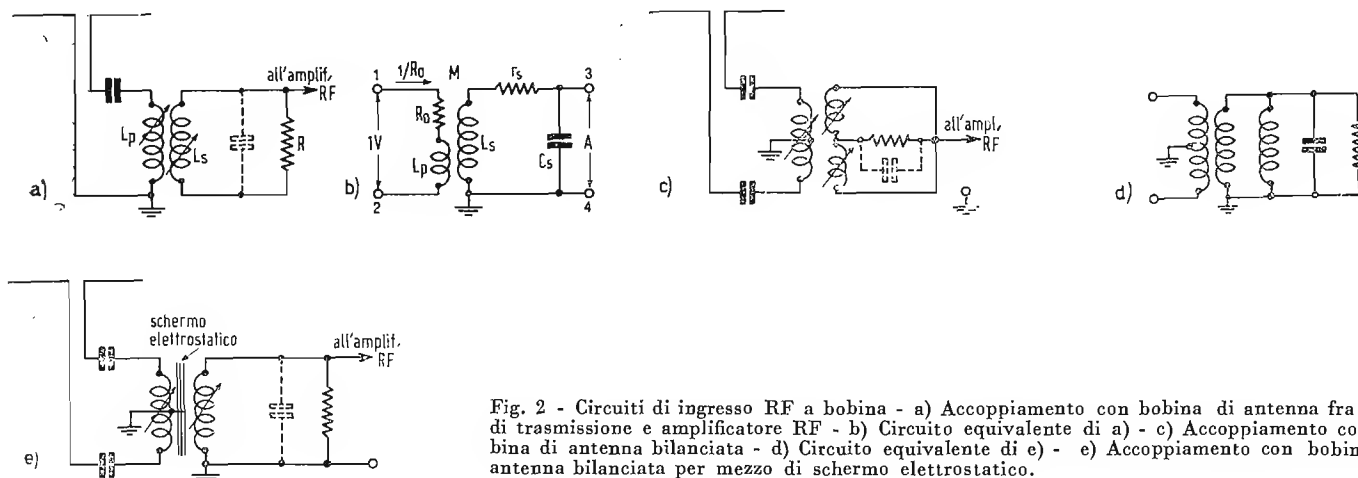 all'amplif.
RF
Lp
Ls
R
a)
1
1/R₀
M
rs
3
1V
R₀
Lp
Ls
Cs
A
b)
2
4
all'ampl.
RF
c)
d)
schermo
elettrostatico
all'amplif.
RF
e)
Fig. 2 - Circuiti di ingresso RF a bobina - a) Accoppiamento con bobina di antenna fra
di trasmissione e amplificatore RF - b) Circuito equivalente di a) - c) Accoppiamento co
bina di antenna bilanciata - d) Circuito equivalente di e) - e) Accoppiamento con bobin
antenna bilanciata per mezzo di schermo elettrostatico.